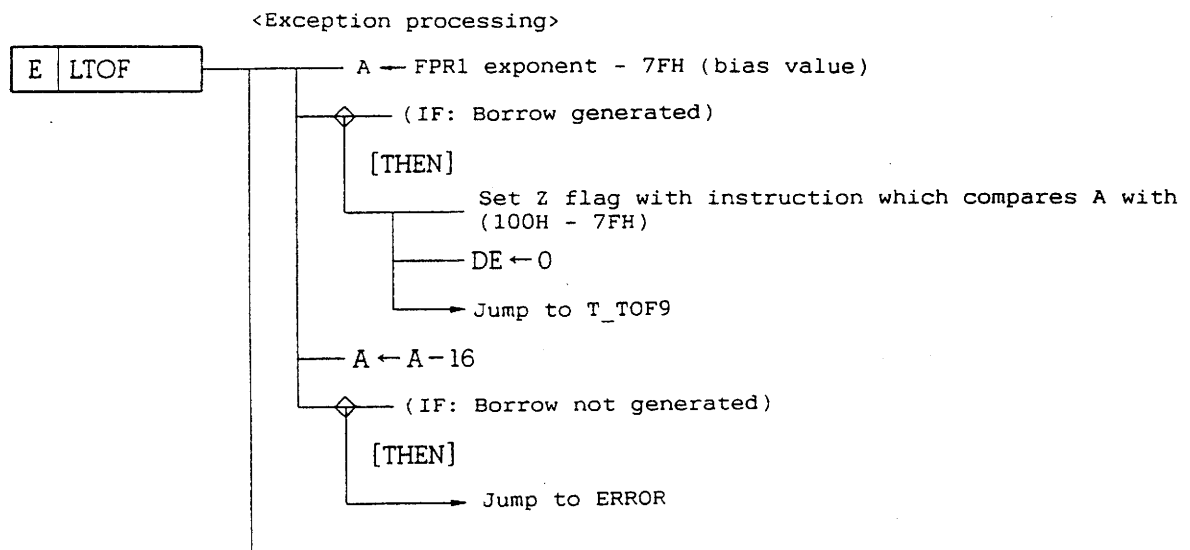 <Exception processing>
E LTOF
A ← FPR1 exponent - 7FH (bias value)
(IF: Borrow generated)
[THEN]
Set Z flag with instruction which compares A with
(100H - 7FH)
DE ← 0
Jump to T_TOF9
A ← A - 16
(IF: Borrow not generated)
[THEN]
Jump to ERROR